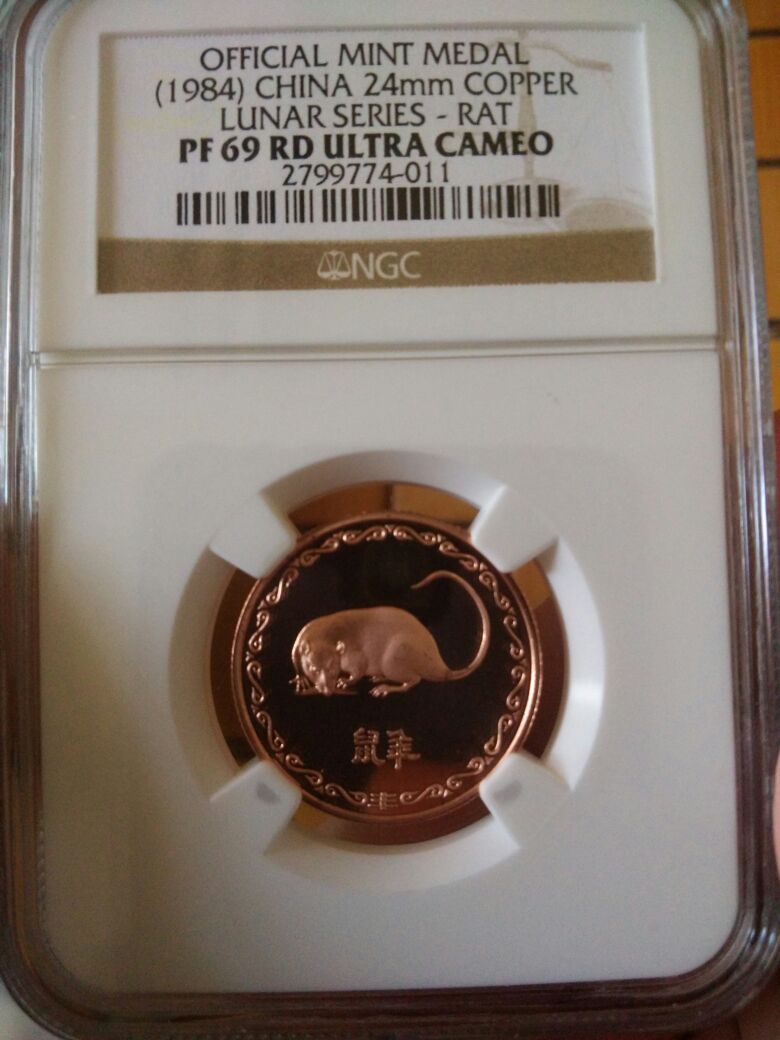 OFFICIAL MINT MEDAL
(1984) CHINA 24mm COPPER
LUNAR SERIES - RAT
PF 69 RD ULTRA CAMEO
2799774-011
NGC
鼠年